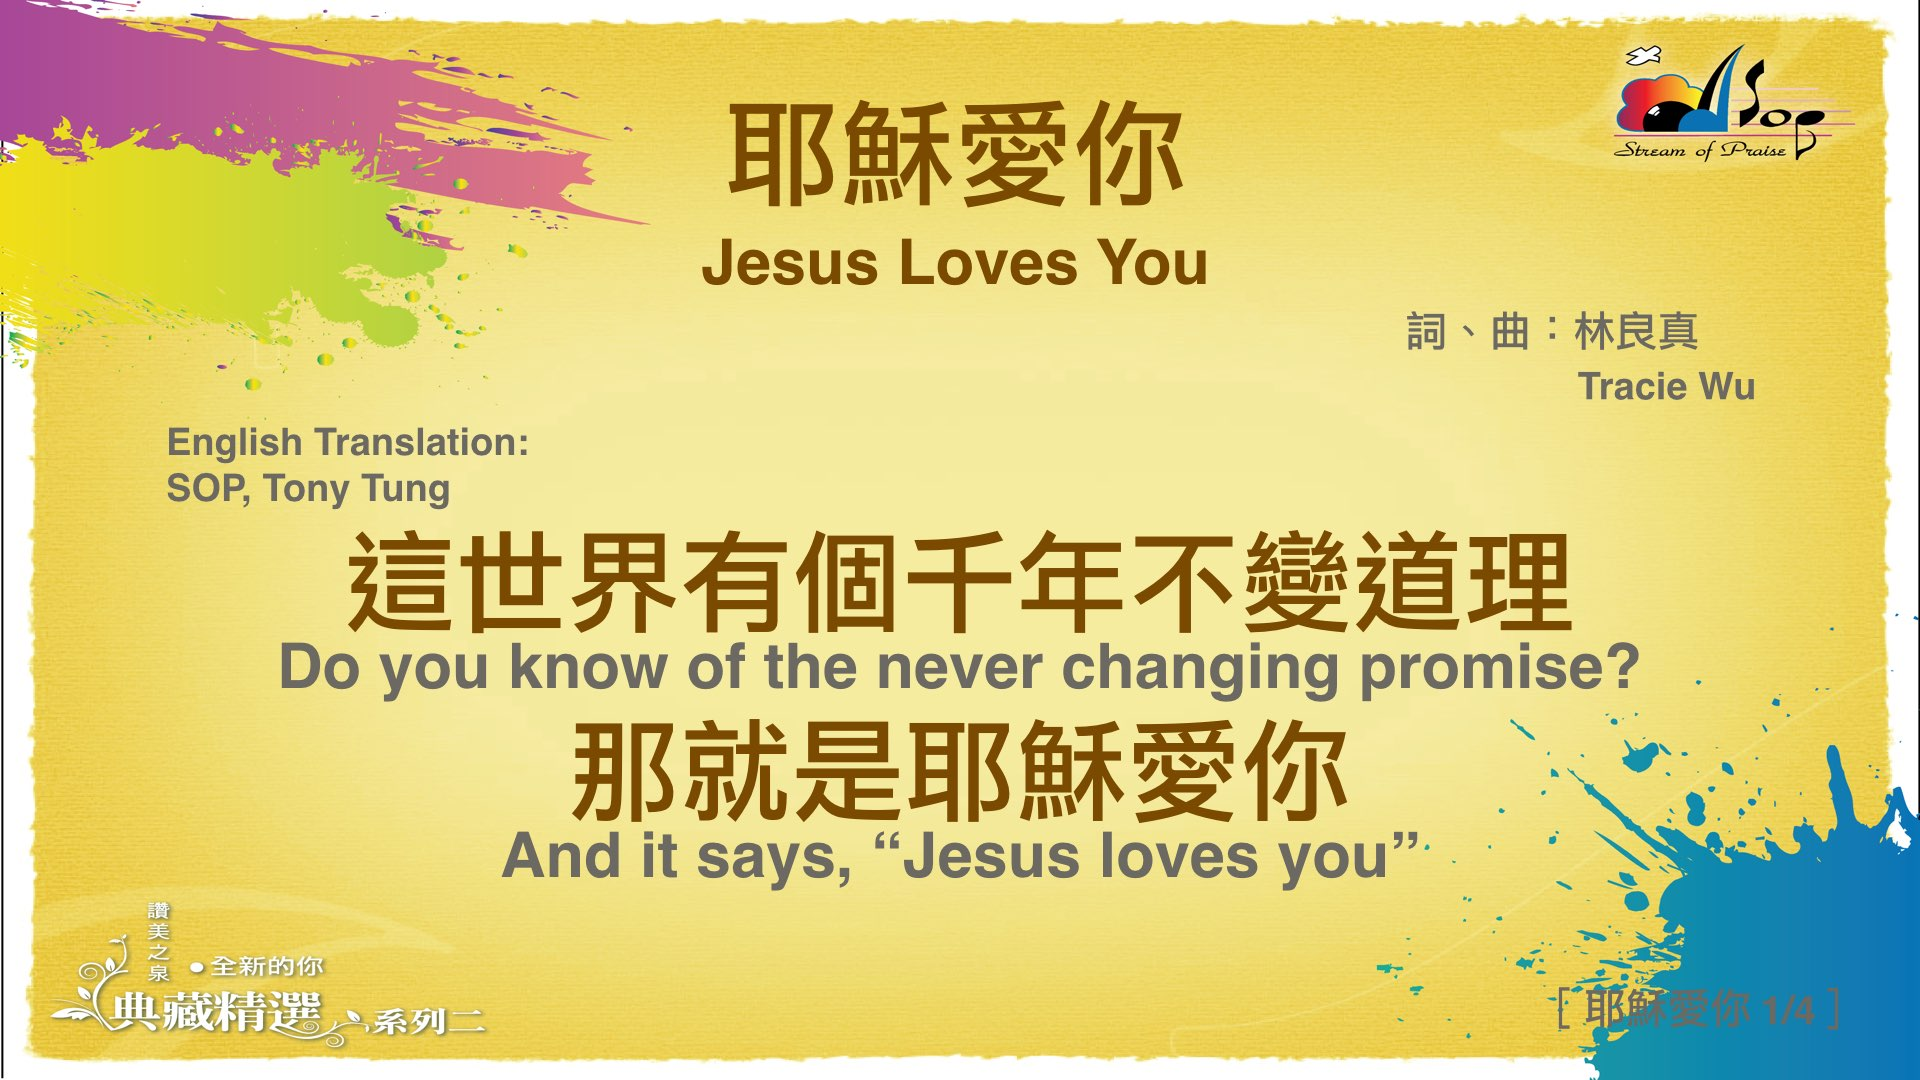 耶穌愛你
Jesus Loves You
Sop
Stream of Praise
詞、曲：林良真
Tracie Wu
English Translation:
SOP, Tony Tung
這世界有個千年不變道理
Do you know of the never changing promise?
那就是耶穌愛你
And it says, “Jesus loves you”
讚美之泉
•全新的你
典藏精選
系列二
[ 耶穌愛你 1/4 ]